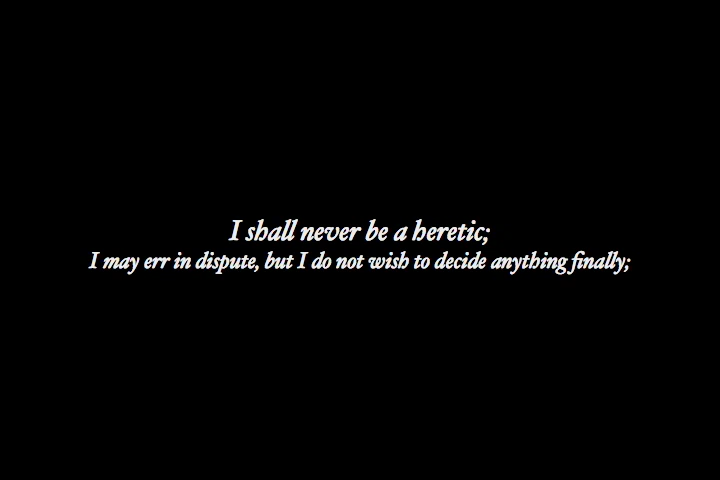 I shall never be a heretic;
I may err in dispute, but I do not wish to decide anything finally;